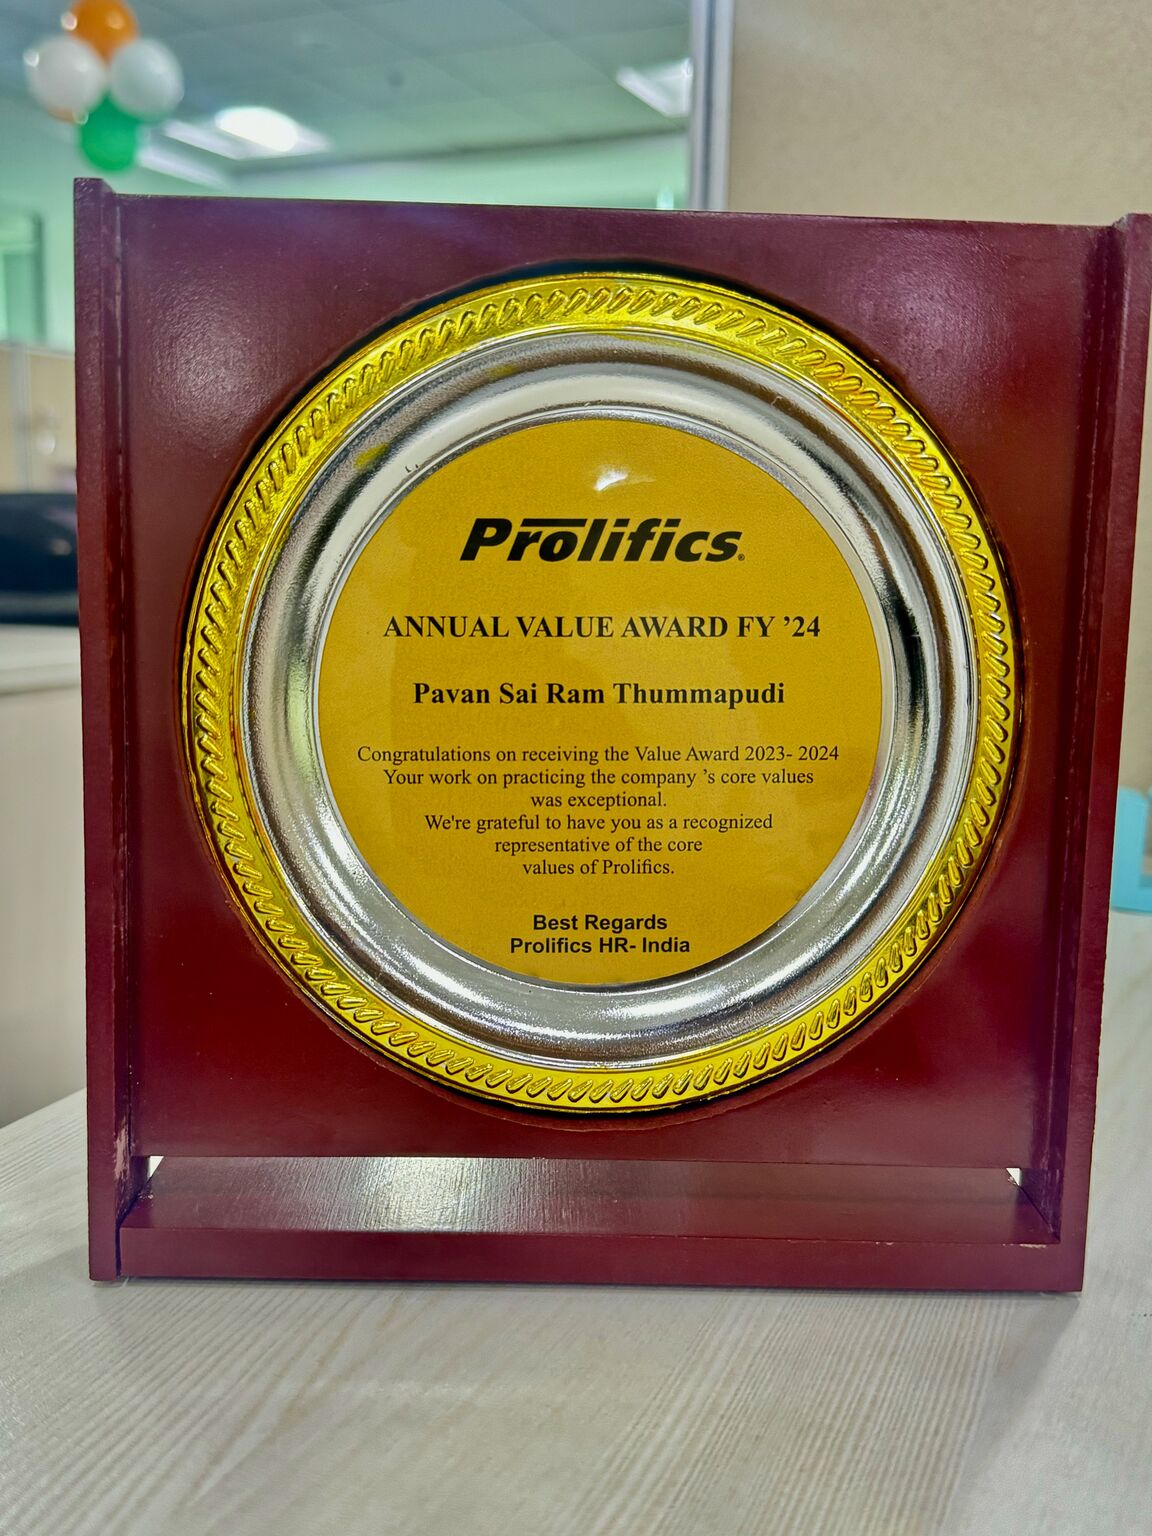 Prolifics®
ANNUAL VALUE AWARD FY ’24
Pavan Sai Ram Thummapudi
Congratulations on receiving the Value Award 2023- 2024
Your work on practicing the company ’s core values
was exceptional.
We're grateful to have you as a recognized
representative of the core
values of Prolifics.
Best Regards
Prolifics HR- India